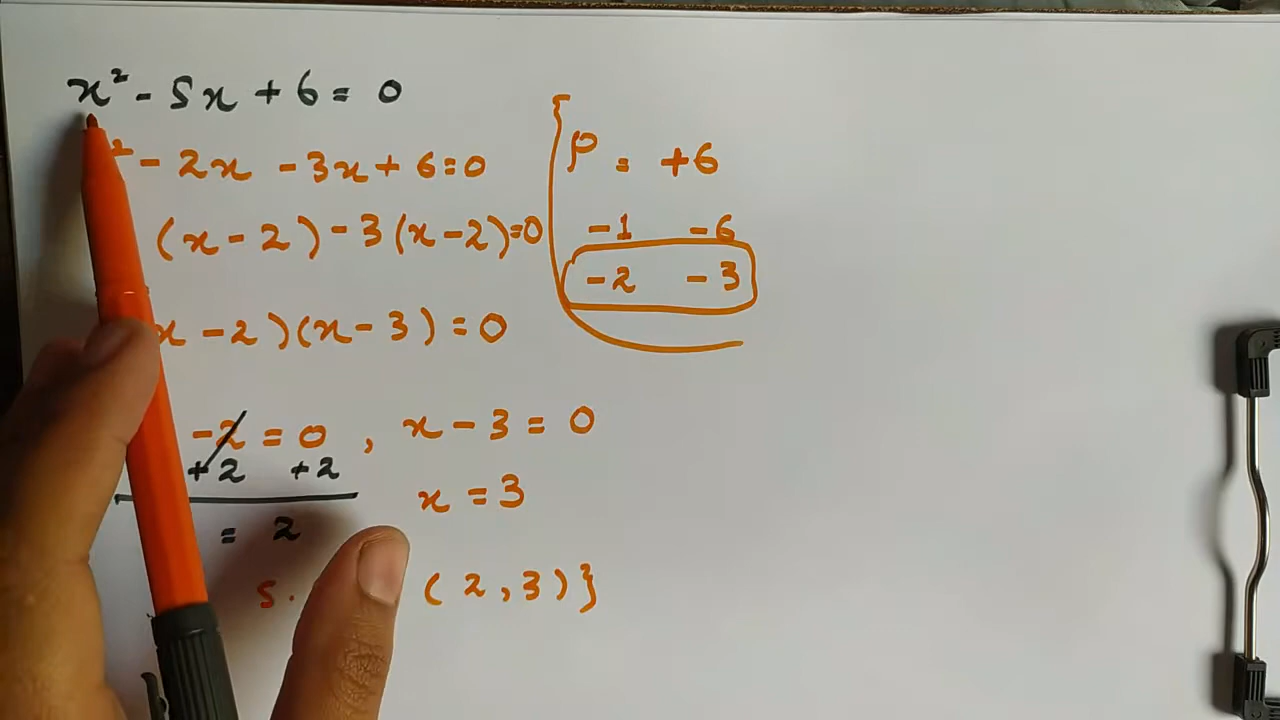 x² - 5x + 6 = 0
² - 2x - 3x + 6 = 0
(x - 2) - 3(x - 2) = 0
x - 2)(x - 3) = 0
- 2 = 0 , x - 3 = 0
+2 +2
x = 3
= 2
S. (2, 3)}
P = +6
-1 -6
-2 -3